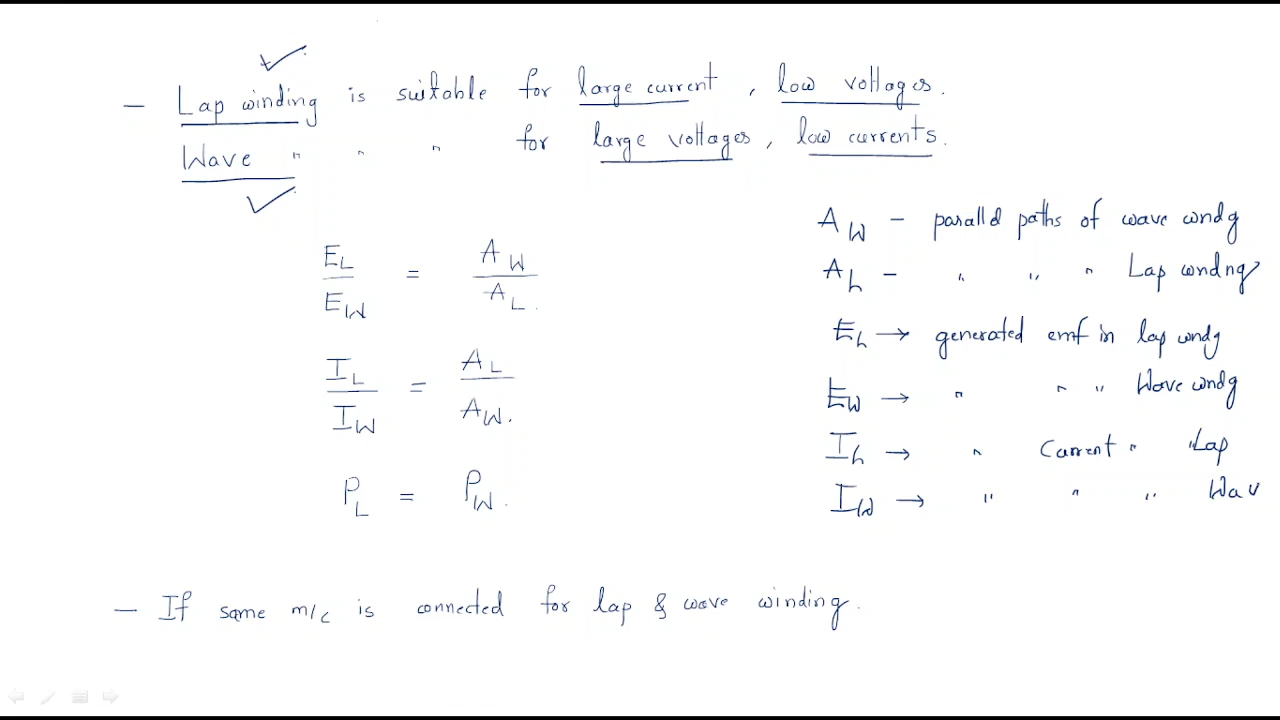 - Lap winding is suitable for large current, low voltages.
Wave " " " for large voltages, low currents.
E_L / E_W = A_W / A_L.
I_L / I_W = A_L / A_W.
P_L = P_W.
A_W - paralld paths of wave wndg
A_L - " " " Lap wndng
E_L → generated emf in lap wndg
E_W → " " " Wave wndg
I_L → " Current " Lap
I_W → " " " Wav
- If same m/c is connected for lap & wave winding.